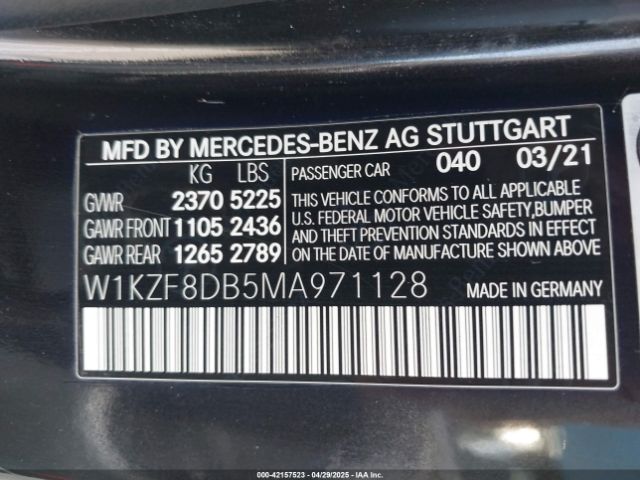 MFD BY MERCEDES-BENZ AG STUTTGART
KG LBS
GVWR 2370 5225
GAWR FRONT 1105 2436
GAWR REAR 1265 2789
PASSENGER CAR 040 03/21
THIS VEHICLE CONFORMS TO ALL APPLICABLE
U.S. FEDERAL MOTOR VEHICLE SAFETY, BUMPER
AND THEFT PREVENTION STANDARDS IN EFFECT
ON THE DATE OF MANUFACTURE SHOWN ABOVE.
W1KZF8DB5MA971128 MADE IN GERMANY
000-42157523 - 04/29/2025 - IAAI Inc.